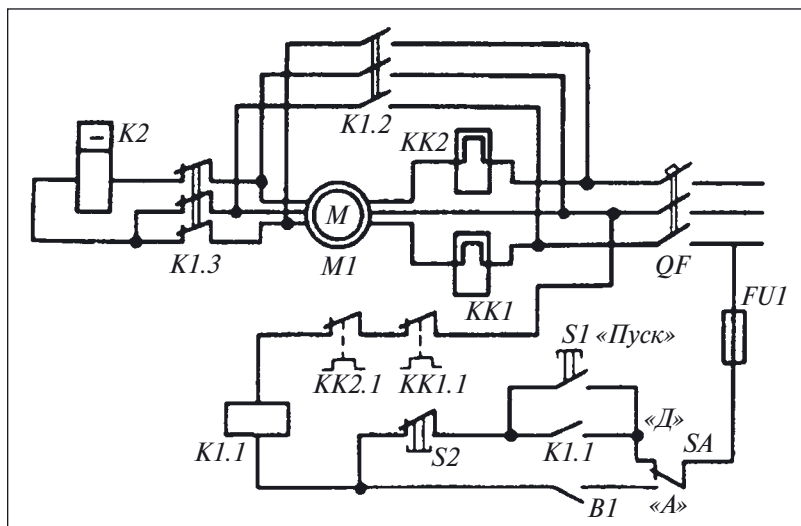 K2
K1.2
KK2
K1.3
M
M1
KK1
QF
FU1
KK2.1
KK1.1
S1 «Пуск»
K1.1
S2
K1.1
«Д»
SA
B1
«А»